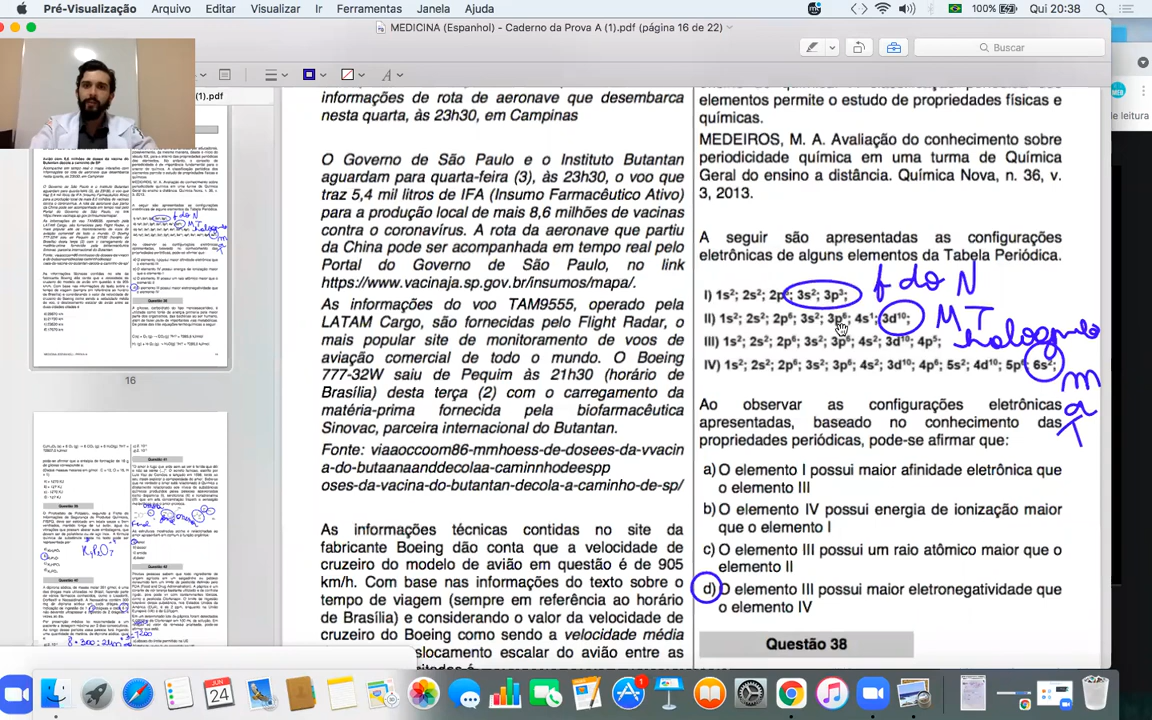 Pré-Visualização Arquivo Editar Visualizar Ir Ferramentas Janela Ajuda 100% Qui 20:38
MEDICINA (Espanhol) - Caderno da Prova A (1).pdf (página 16 de 22)
Buscar
(1).pdf
16
informações de rota de aeronave que desembarca
nesta quarta, às 23h30, em Campinas
O Governo de São Paulo e o Instituto Butantan
aguardam para quarta-feira (3), às 23h30, o voo que
traz 5,4 mil litros de IFA (Insumo Farmacêutico Ativo)
para a produção local de mais 8,6 milhões de vacinas
contra o coronavírus. A rota da aeronave que partiu
da China pode ser acompanhada em tempo real pelo
Portal do Governo de São Paulo, no link
https://www.vacinaja.sp.gov.br/inicio/mapa/.
As informações do voo TAM9555, operado pela
LATAM Cargo, são fornecidas pelo Flight Radar, o
mais popular site de monitoramento de voos de
aviação comercial de todo o mundo. O Boeing
777-32W saiu de Pequim às 21h30 (horário de
Brasília) desta terça (2) com o carregamento da
matéria-prima fornecida pela biofarmacêutica
Sinovac, parceira internacional do Butantan.
Fonte: viaaoccoorn86-mmhoess-de-dosees-da-vvacin
a-do-butaanaanddecolaa-caminnhodeespp
oses-da-vacina-do-butantan-decola-a-caminho-de-sp/
As informações técnicas contidas no site da
fabricante Boeing dão conta que a velocidade de
cruzeiro do modelo de avião em questão é de 905
km/h. Com base nas informações do texto sobre o
tempo de viagem (sempre em referência ao horário
de Brasília) e considerando o valor da velocidade de
cruzeiro como sendo a velocidade média
slocamento escalar do avião entre as
elementos permite o estudo de propriedades físicas e
químicas.
MEDEIROS, M. A. Avaliação do conhecimento sobre
periodicidade química em uma turma de Química
Geral do ensino a distância. Química Nova, n. 36, v.
3, 2013.
A seguir são apresentadas as configurações
eletrônicas de alguns elementos da Tabela Periódica.
f do N
I) 1s²; 2s²; 2p⁶; 3s²; 3p³;
II) 1s²; 2s²; 2p⁶; 3s²; 3p⁶; 4s¹; 3d¹⁰; MT
III) 1s²; 2s²; 2p⁶; 3s²; 3p⁶; 4s²; 3d¹⁰; 4p⁵;
IV) 1s²; 2s²; 2p⁶; 3s²; 3p⁶; 4s²; 3d¹⁰; 4p⁶; 5s²; 4d¹⁰; 5p⁶; 6s²;
m
a
T
Ao observar as configurações eletrônicas
apresentadas, baseado no conhecimento das
propriedades periódicas, pode-se afirmar que:
a) O elemento I possui maior afinidade eletrônica que
o elemento III
b) O elemento IV possui energia de ionização maior
que o elemento I
c) O elemento III possui um raio atômico maior que o
elemento II
d) O elemento III possui maior eletronegatividade que
o elemento IV
Questão 38
de leitura
JUN
24